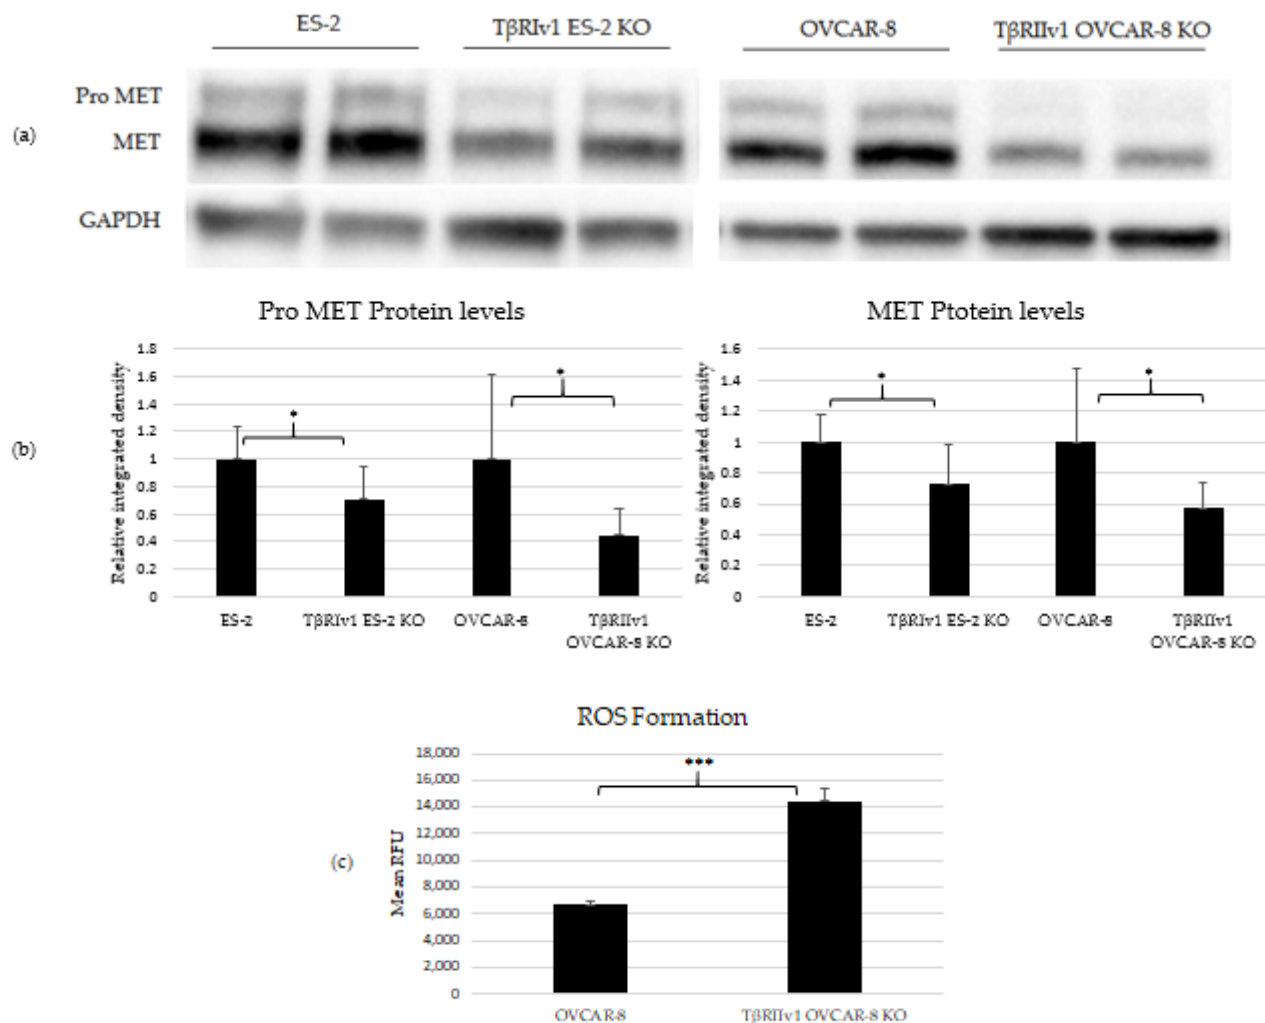 ES-2 TβRIv1 ES-2 KO OVCAR-8 TβRIIv1 OVCAR-8 KO
Pro MET
(a)
MET
GAPDH
Pro MET Protein levels MET Ptotein levels
(b)
Relative integrated density
1.8
1.6
1.4
1.2
1
0.8
0.6
0.4
0.2
0
*
*
ES-2 TβRIv1 ES-2 KO OVCAR-8 TβRIIv1
OVCAR-8 KO
Relative integrated density
1.6
1.4
1.2
1
0.8
0.6
0.4
0.2
0
*
*
ES-2 TβRIv1 ES-2 KO OVCAR-8 TβRIIv1
OVCAR-8 KO
ROS Formation
(c)
Mean RFU
18,000
16,000
14,000
12,000
10,000
8,000
6,000
4,000
2,000
0
***
OVCAR-8 TβRIIv1 OVCAR-8 KO